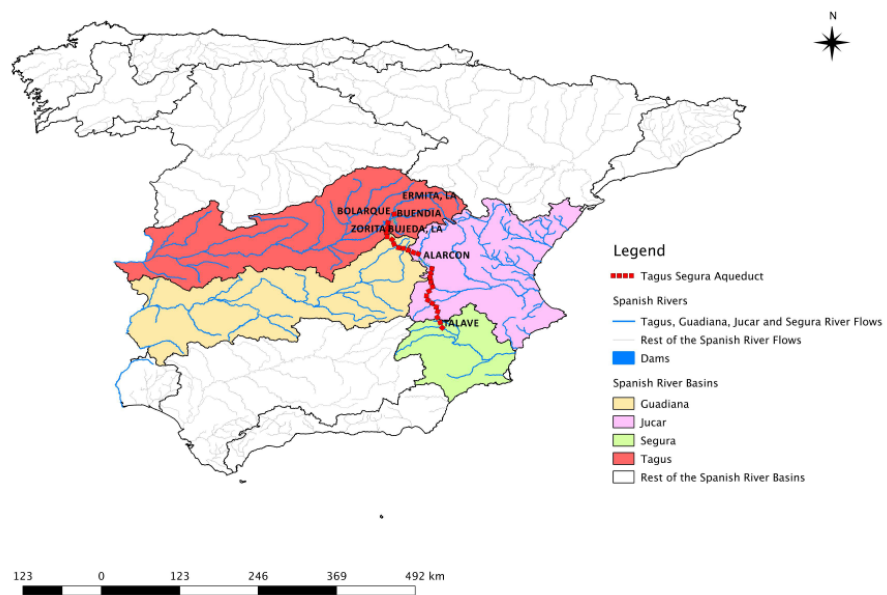 N
ERMITA, LA
BOLARQUE BUENDIA
ZORITA BUJEDA, LA
ALARCON
TALAVE
Legend
Tagus Segura Aqueduct
Spanish Rivers
Tagus, Guadiana, Jucar and Segura River Flows
Rest of the Spanish River Flows
Dams
Spanish River Basins
Guadiana
Jucar
Segura
Tagus
Rest of the Spanish River Basins
123 0 123 246 369 492 km